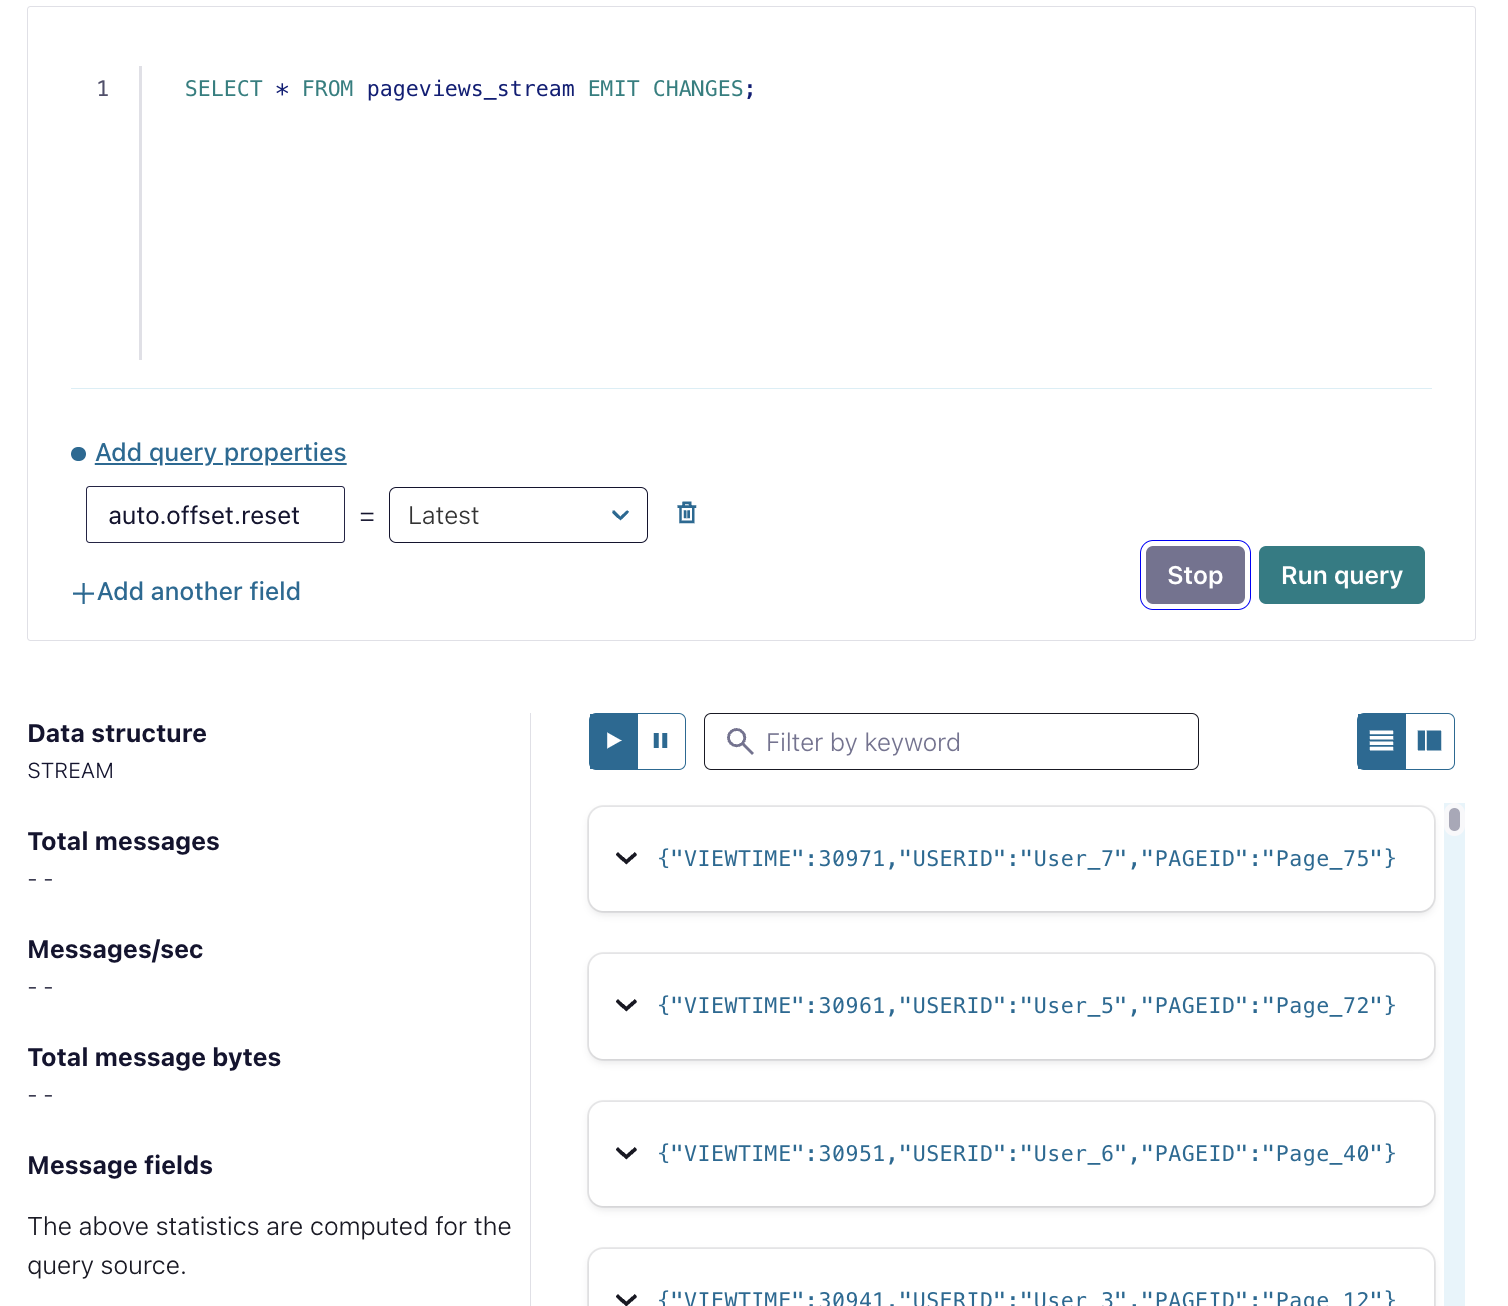 1 SELECT * FROM pageviews_stream EMIT CHANGES;
Add query properties
auto.offset.reset = Latest
Add another field
Stop Run query
Data structure
STREAM
Total messages
- -
Messages/sec
- -
Total message bytes
- -
Message fields
The above statistics are computed for the
query source.
Filter by keyword
{"VIEWTIME":30971,"USERID":"User_7","PAGEID":"Page_75"}
{"VIEWTIME":30961,"USERID":"User_5","PAGEID":"Page_72"}
{"VIEWTIME":30951,"USERID":"User_6","PAGEID":"Page_40"}
{"VIEWTIME":30941,"USERID":"User_3","PAGEID":"Page_12"}